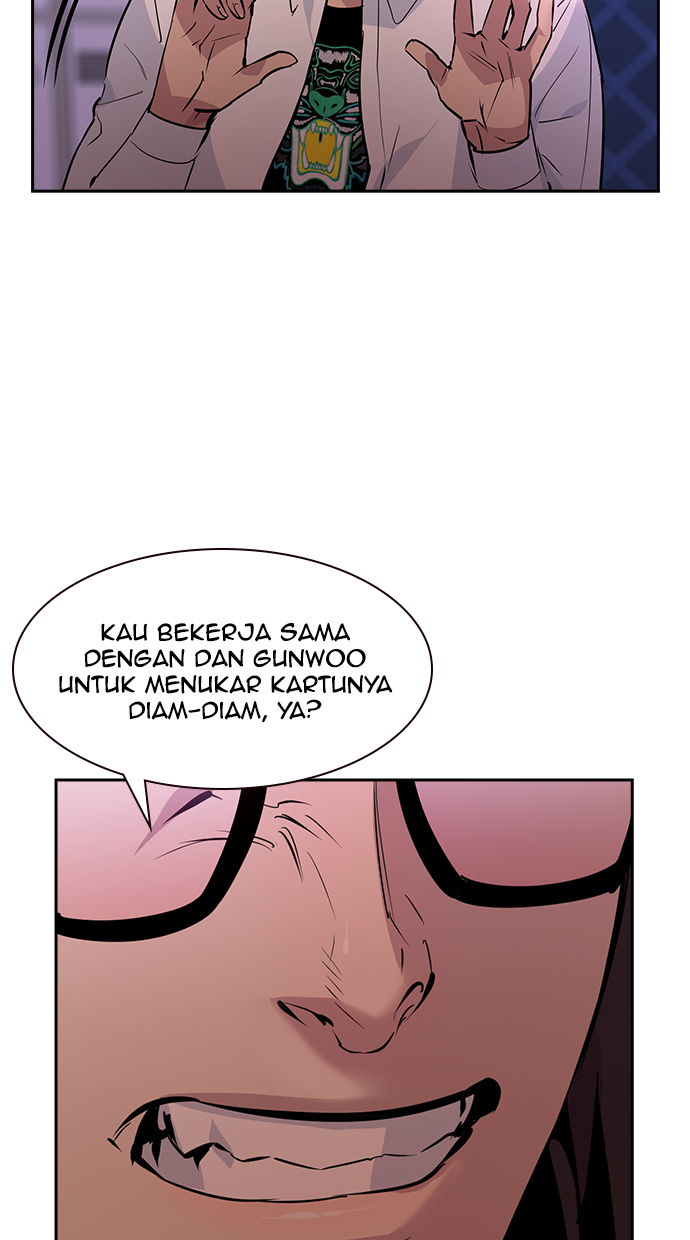 KAU BEKERJA SAMA
DENGAN DAN GUNWOO
UNTUK MENUKAR KARTUNYA
DIAM-DIAM, YA?